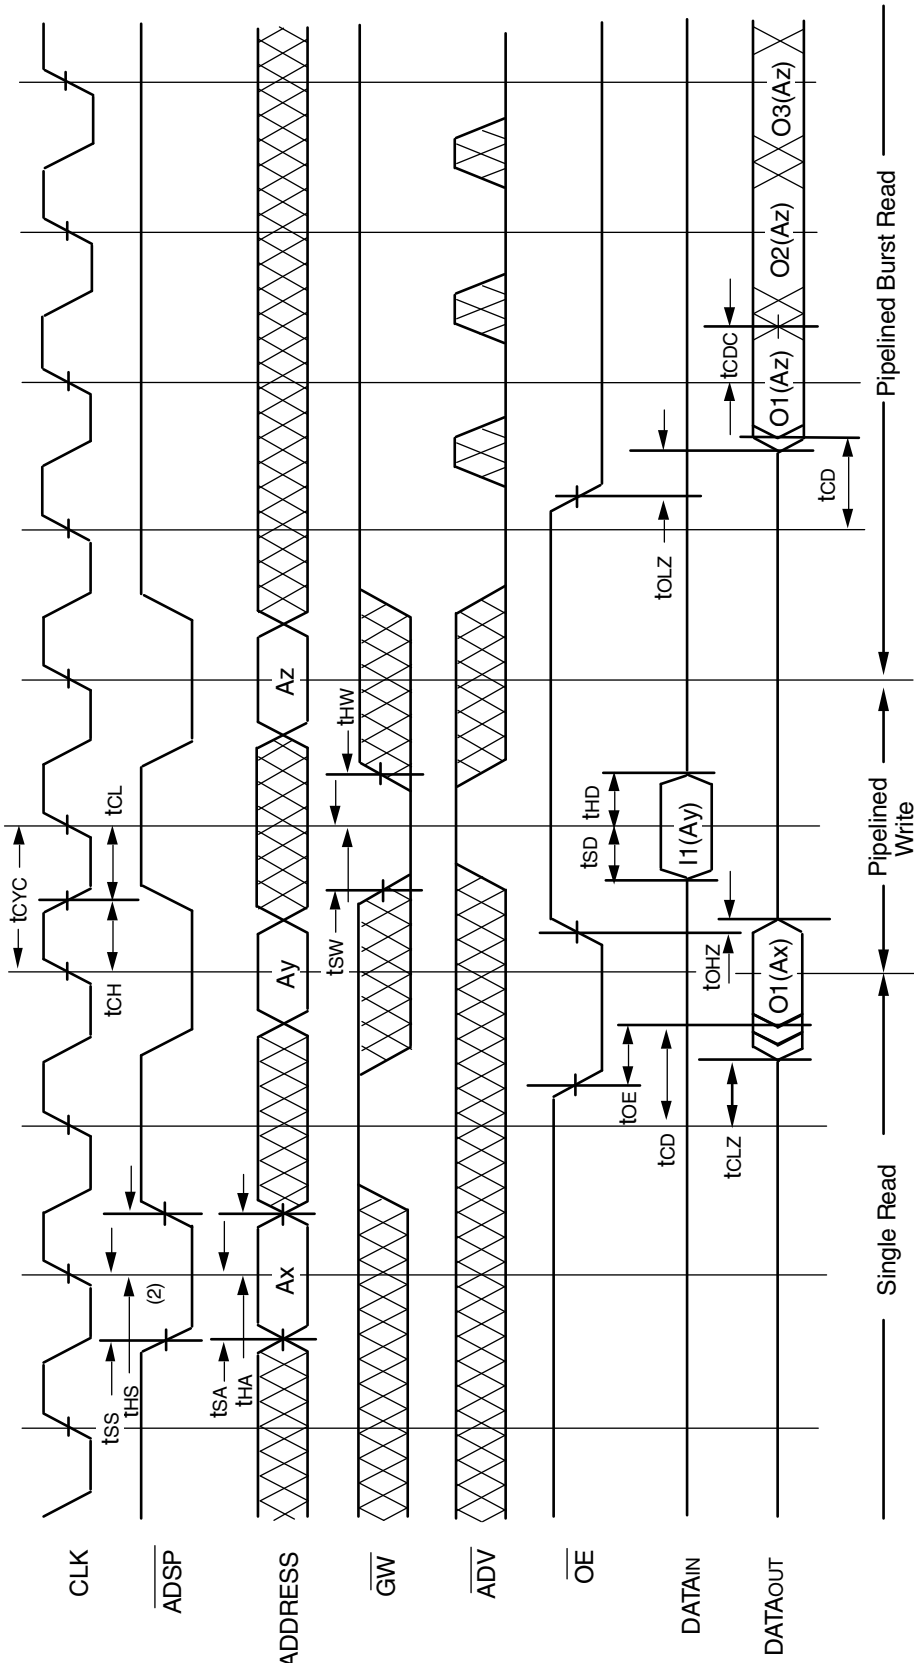 CLK
tCYC
tCH
tCL
ADSP
tSS
tHS
(2)
ADDRESS
tSA
tHA
Ax
Ay
Az
GW
tSW
tHW
ADV
OE
tOE
tOHZ
tOLZ
DATAIN
tSD
tHD
I1(Ay)
tCD
DATAOUT
tCLZ
O1(Ax)
tCDC
O1(Az)
O2(Az)
O3(Az)
tCD
Single Read
Pipelined
Write
Pipelined Burst Read